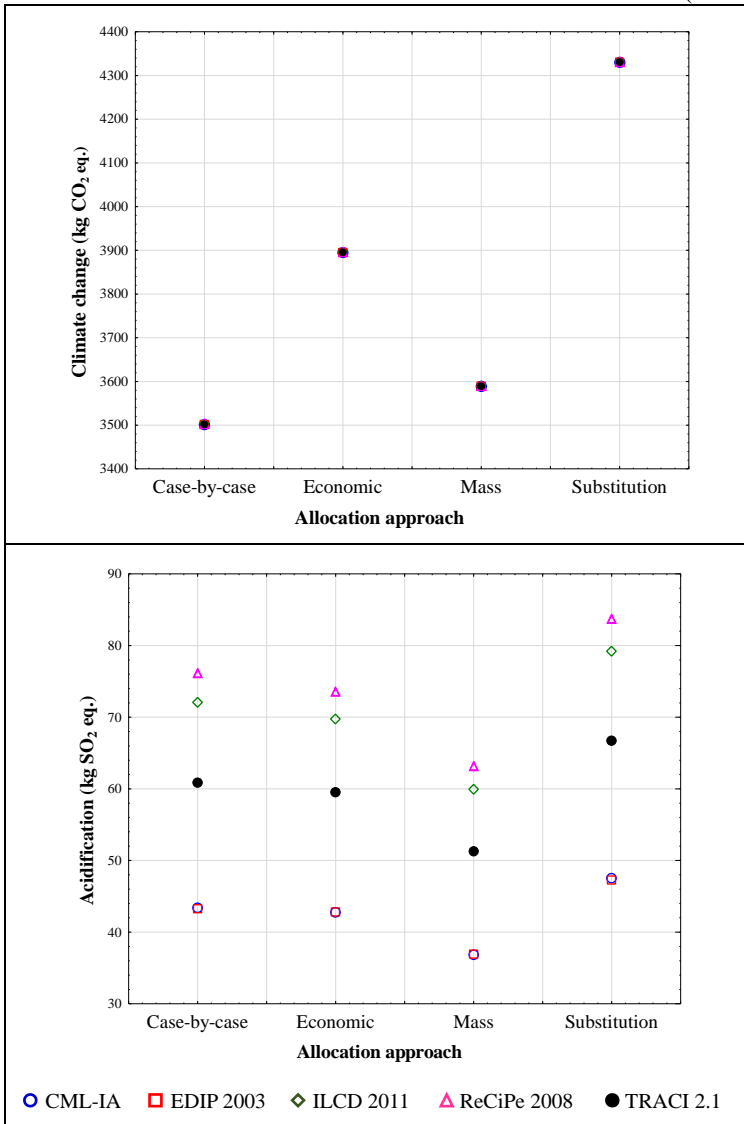 4400
4300
4200
4100
4000
3900
3800
3700
3600
3500
3400
Climate change (kg CO₂ eq.)
Case-by-case Economic Mass Substitution
Allocation approach
90
80
70
60
50
40
30
Acidification (kg SO₂ eq.)
Case-by-case Economic Mass Substitution
Allocation approach
CML-IA EDIP 2003 ILCD 2011 ReCiPe 2008 TRACI 2.1